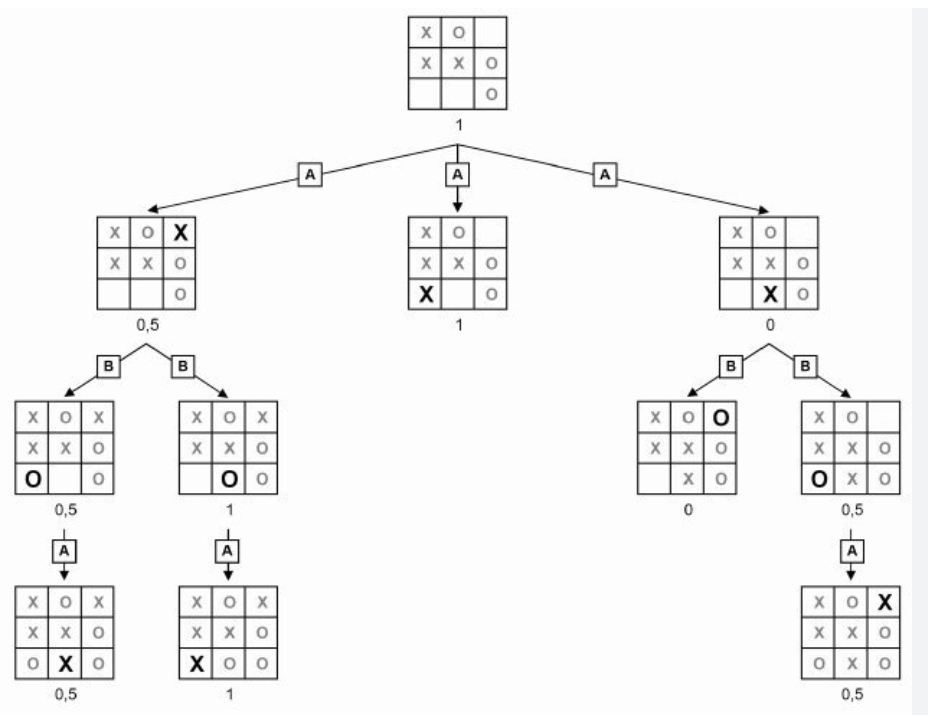 X O
X X O
O
1
A A A
X O X X O X O
X X O X X O X X O
O X O X O
0,5 1 0
B B B B
X O X X O X X O O X O
X X O X X O X X O X X O
O O O O X O O X O
0,5 1 0 0,5
A A A
X O X X O X X O X
X X O X X O X X O
O X O X O O O X O
0,5 1 0,5